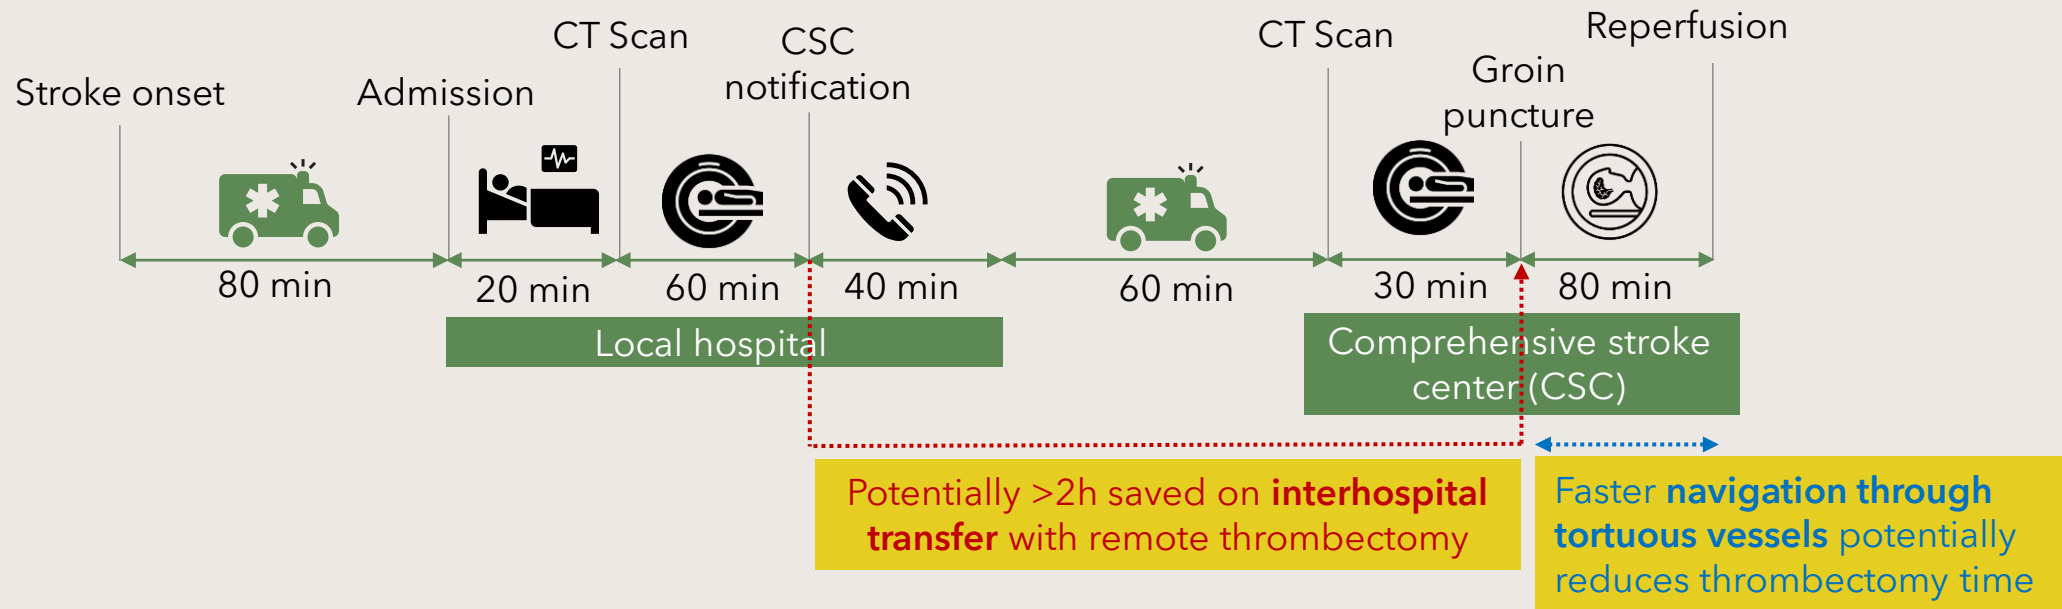 Stroke onset
Admission
CT Scan
CSC
notification
CT Scan
Groin
puncture
Reperfusion
80 min
20 min
60 min
40 min
60 min
30 min
80 min
Local hospital
Comprehensive stroke
center (CSC)
Potentially >2h saved on interhospital
transfer with remote thrombectomy
Faster navigation through
tortuous vessels potentially
reduces thrombectomy time